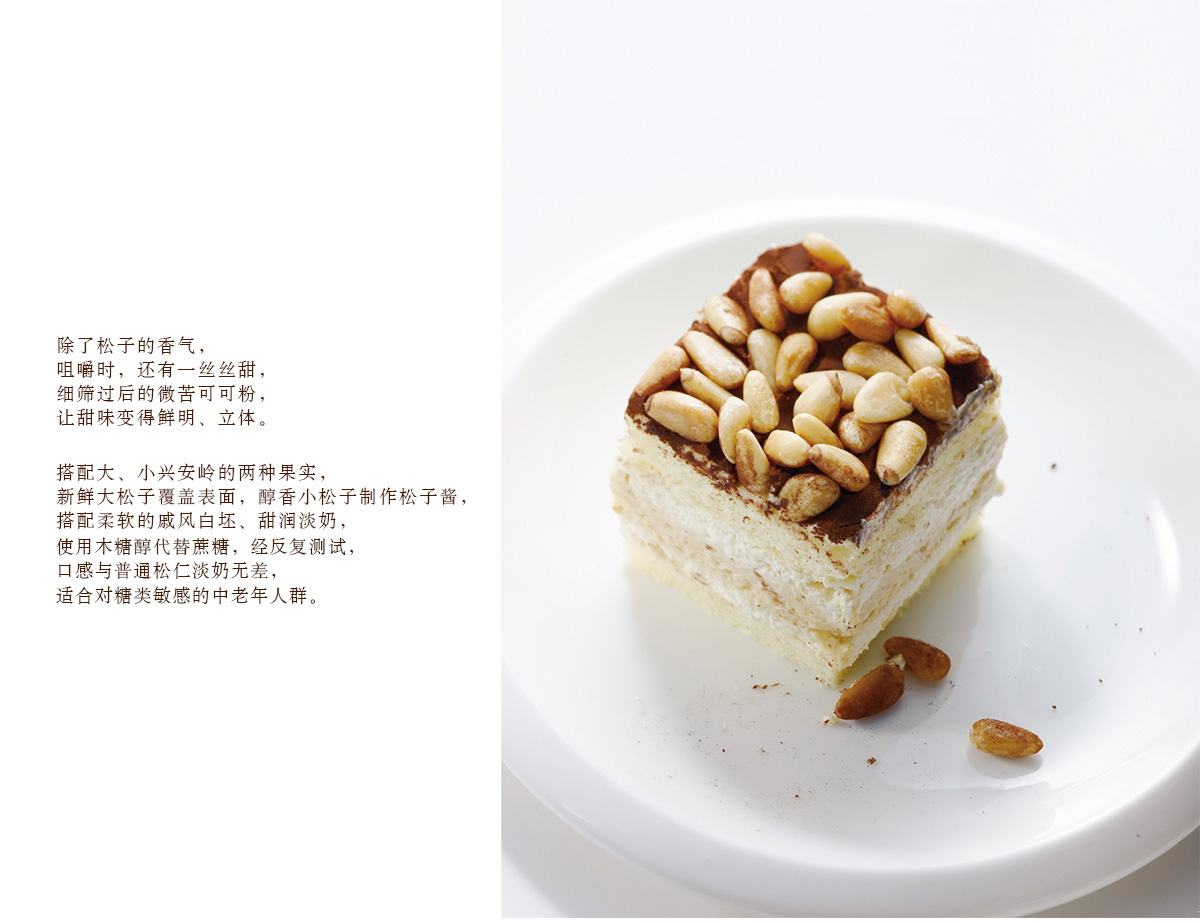 除了松子的香气，
咀嚼时，还有一丝丝甜，
细筛过后的微苦可可粉，
让甜味变得鲜明、立体。
搭配大、小兴安岭的两种果实，
新鲜大松子覆盖表面，醇香小松子制作松子酱，
搭配柔软的戚风白坯、甜润淡奶，
使用木糖醇代替蔗糖，经反复测试，
口感与普通松仁淡奶无差，
适合对糖类敏感的中老年人群。